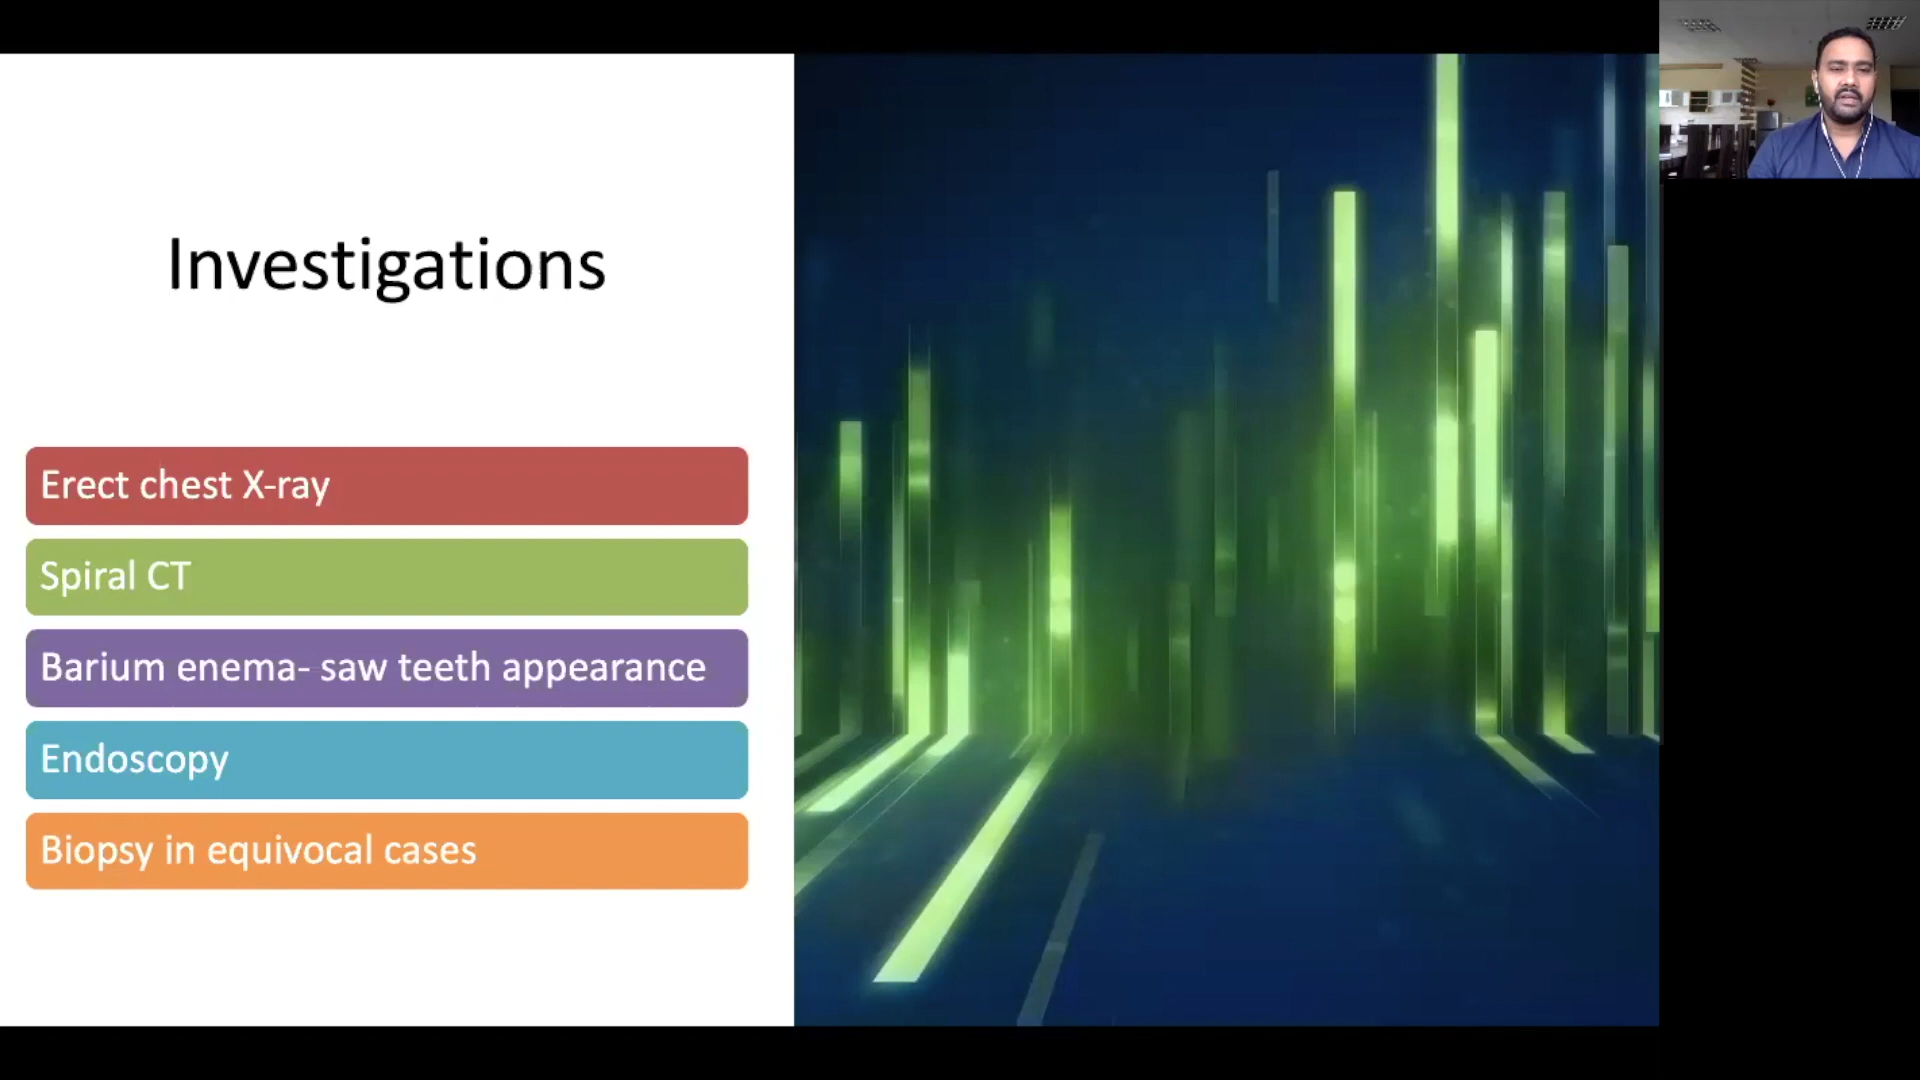 Investigations
Erect chest X-ray
Spiral CT
Barium enema- saw teeth appearance
Endoscopy
Biopsy in equivocal cases